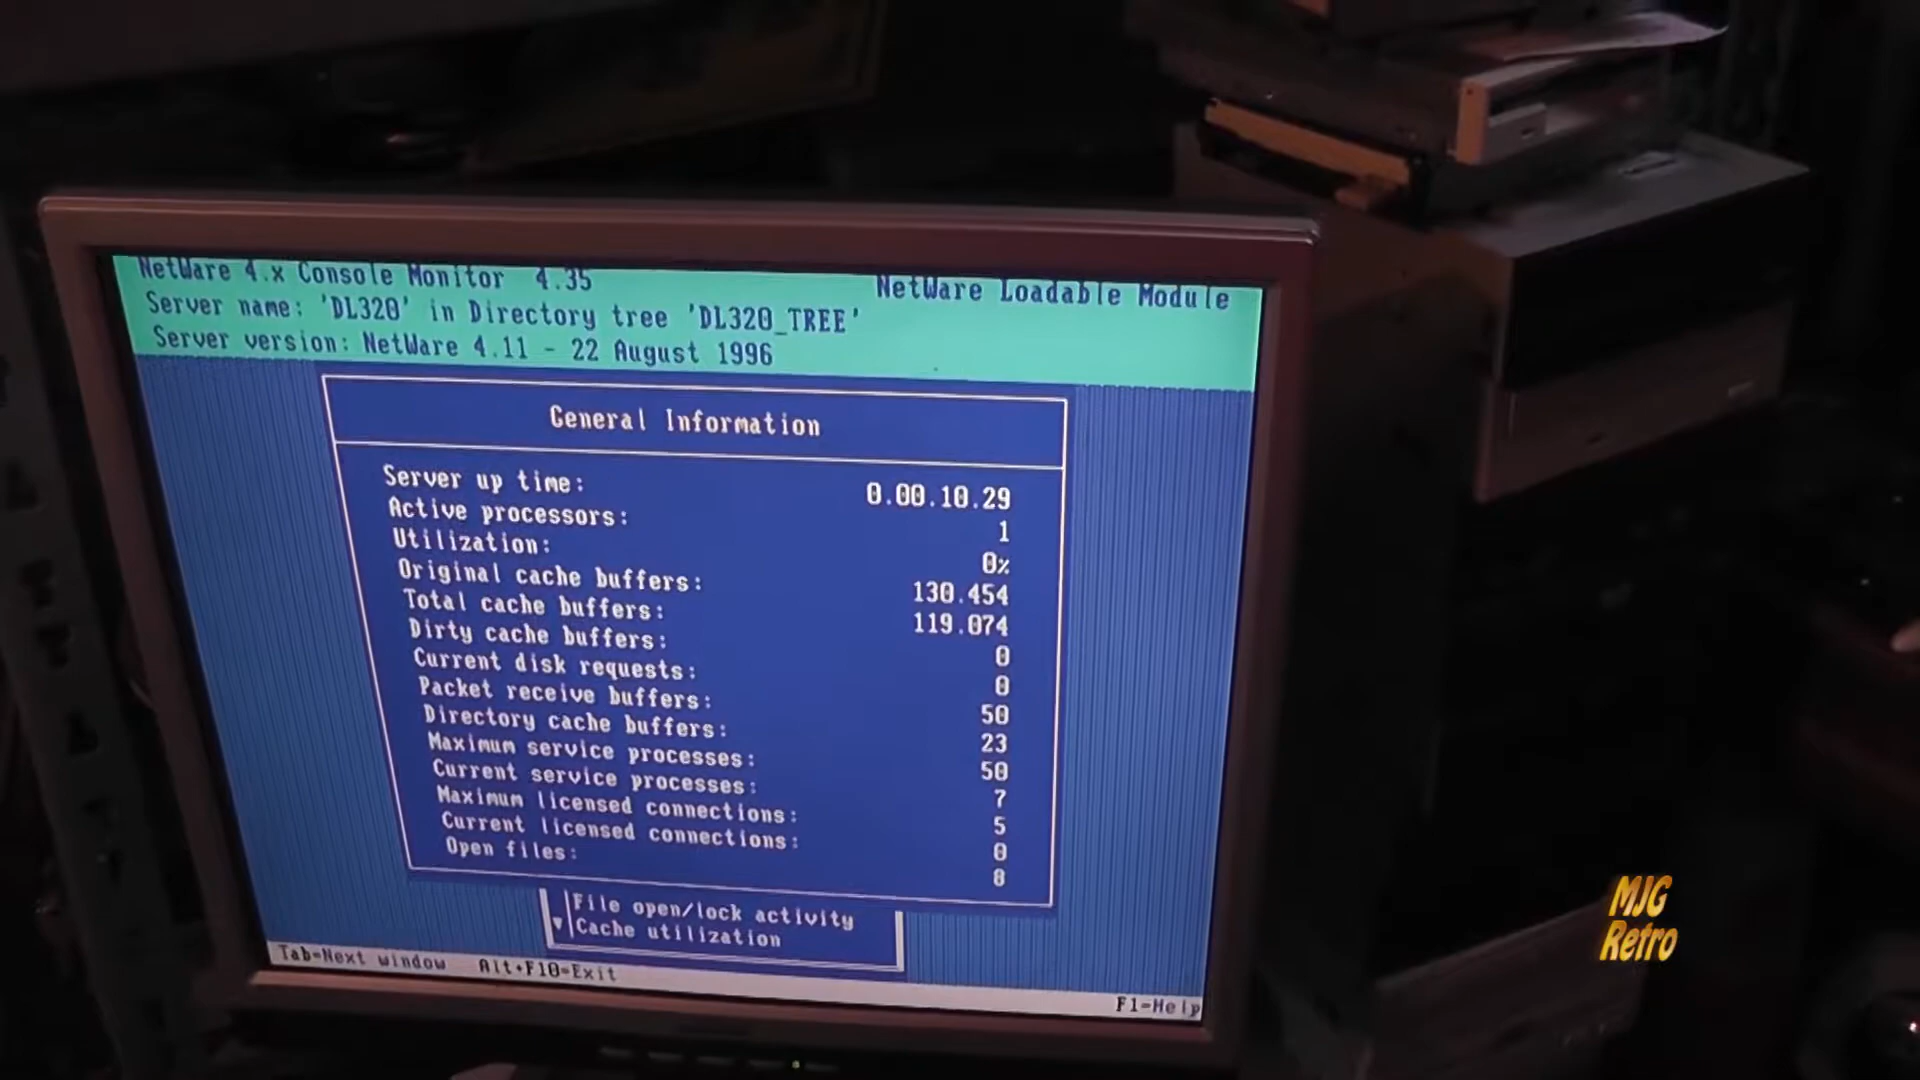 NetWare 4.x Console Monitor 4.35 NetWare Loadable Module
Server name: 'DL320' in Directory tree 'DL320_TREE'
Server version: NetWare 4.11 - 22 August 1996
General Information
Server up time: 0.00.10.29
Active processors: 1
Utilization: 0%
Original cache buffers: 130.454
Total cache buffers: 119.074
Dirty cache buffers: 0
Current disk requests: 0
Packet receive buffers: 50
Directory cache buffers: 23
Maximum service processes: 50
Current service processes: 7
Maximum licensed connections: 5
Current licensed connections: 0
Open files: 8
File open/lock activity
Cache utilization
Tab=Next window Alt+F10=Exit F1=Help
MJG
Retro